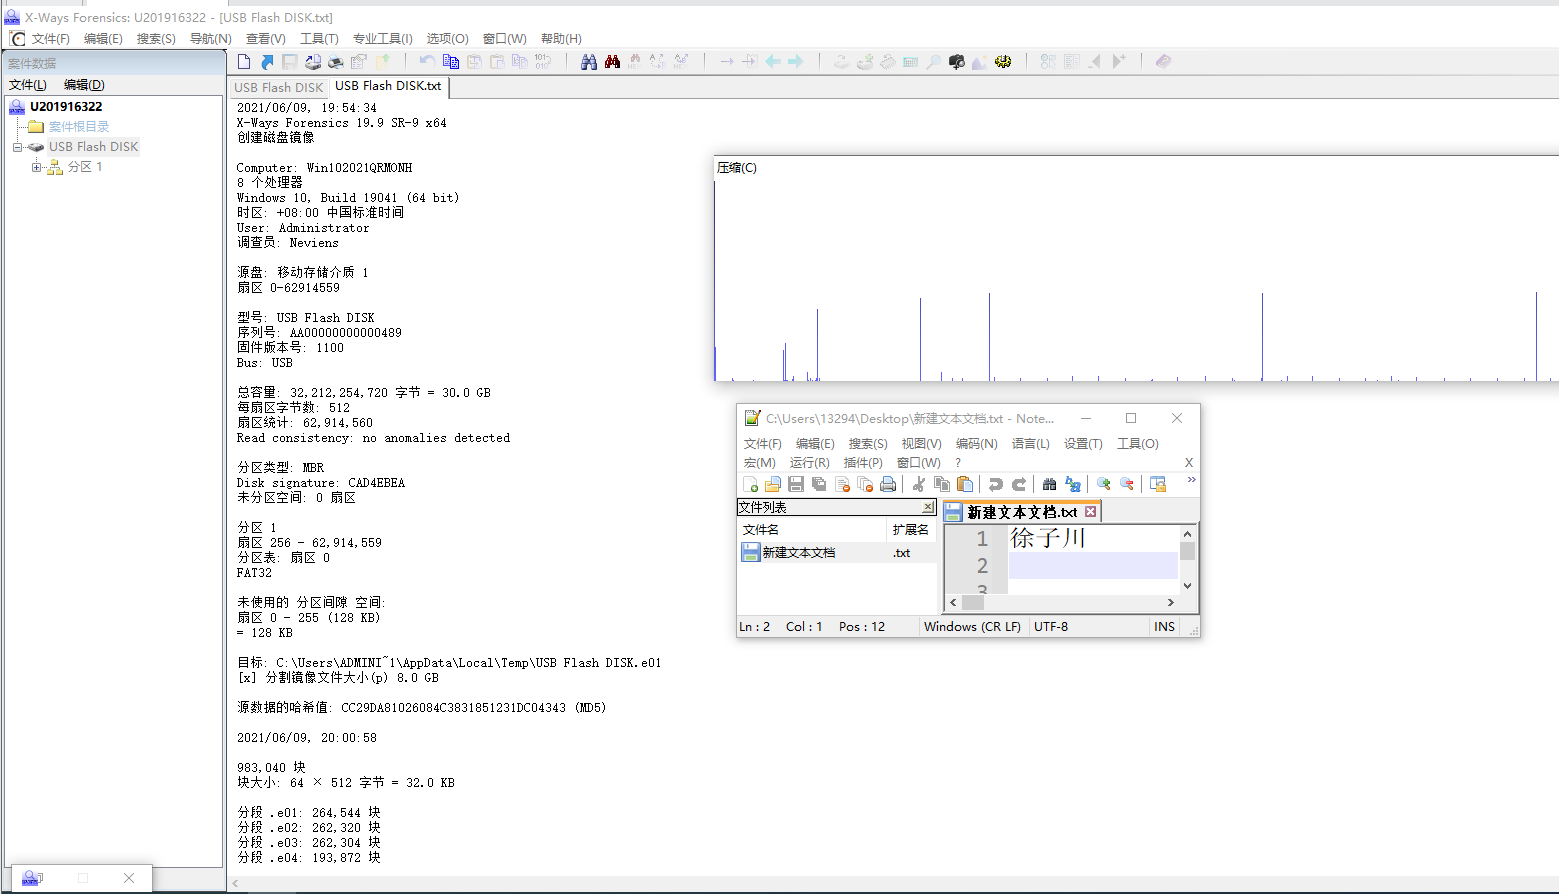 X-Ways Forensics: U201916322 - [USB Flash DISK.txt]
文件(F) 编辑(E) 搜索(S) 导航(N) 查看(V) 工具(T) 专业工具(I) 选项(O) 窗口(W) 帮助(H)
案件数据
文件(L) 编辑(D)
U201916322
案件根目录
USB Flash DISK
分区 1
USB Flash DISK
USB Flash DISK.txt
2021/06/09, 19:54:34
X-Ways Forensics 19.9 SR-9 x64
创建磁盘镜像
Computer: Win102021QRMONH
8 个处理器
Windows 10, Build 19041 (64 bit)
时区: +08:00 中国标准时间
User: Administrator
调查员: Neviens
源盘: 移动存储介质 1
扇区 0-62914559
型号: USB Flash DISK
序列号: AA00000000000489
固件版本号: 1100
Bus: USB
总容量: 32,212,254,720 字节 = 30.0 GB
每扇区字节数: 512
扇区统计: 62,914,560
Read consistency: no anomalies detected
分区类型: MBR
Disk signature: CAD4EBEA
未分区空间: 0 扇区
分区 1
扇区 256 - 62,914,559
分区表: 扇区 0
FAT32
未使用的 分区间隙 空间:
扇区 0 - 255 (128 KB)
= 128 KB
目标: C:\Users\ADMINI~1\AppData\Local\Temp\USB Flash DISK.e01
[x] 分割镜像文件大小(p) 8.0 GB
源数据的哈希值: CC29DA81026084C3831851231DC04343 (MD5)
2021/06/09, 20:00:58
983,040 块
块大小: 64 × 512 字节 = 32.0 KB
分段 .e01: 264,544 块
分段 .e02: 262,320 块
分段 .e03: 262,304 块
分段 .e04: 193,872 块
压缩(C)
C:\Users\13294\Desktop\新建文本文档.txt - Note...
文件(F) 编辑(E) 搜索(S) 视图(V) 编码(N) 语言(L) 设置(T) 工具(O)
宏(M) 运行(R) 插件(P) 窗口(W) ? X
文件列表
文件名 扩展名
新建文本文档 .txt
新建文本文档.txt
1 徐子川
2
3
Ln : 2 Col : 1 Pos : 12 Windows (CR LF) UTF-8 INS